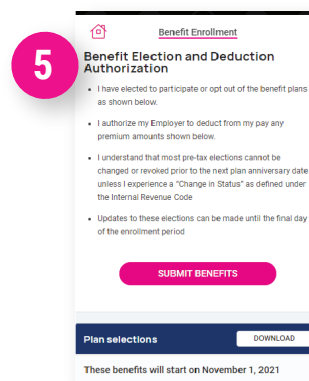 5
Benefit Enrollment
Benefit Election and Deduction
Authorization
• I have elected to participate or opt out of the benefit plans
as shown below.
• I authorize my Employer to deduct from my pay any
premium amounts shown below.
• I understand that most pre-tax elections cannot be
changed or revoked prior to the next plan anniversary date
unless I experience a "Change in Status" as defined under
the Internal Revenue Code
• Updates to these elections can be made until the final day
of the enrollment period
SUBMIT BENEFITS
Plan selections DOWNLOAD
These benefits will start on November 1, 2021